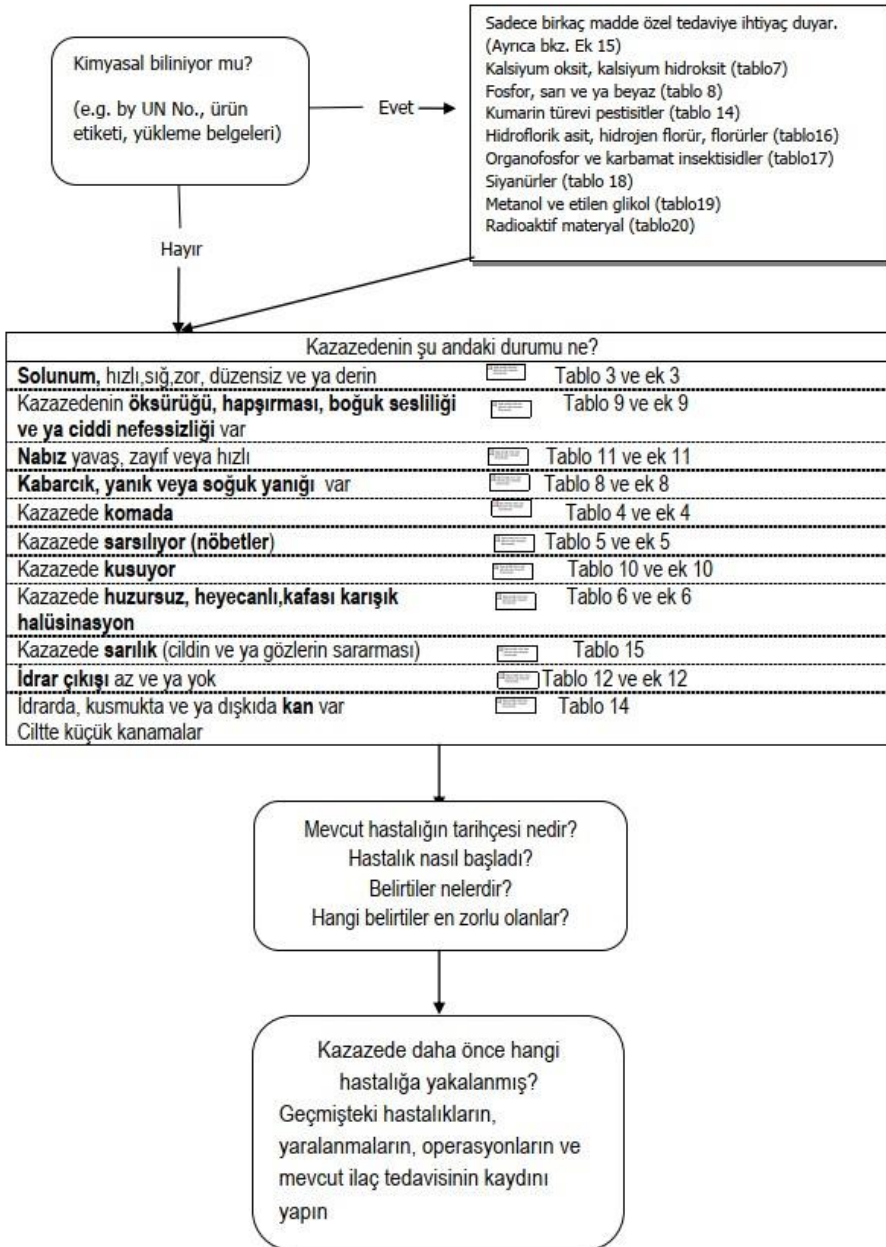 Kimyasal biliniyor mu?
(e.g. by UN No., ürün
etiketi, yükleme belgeleri)
Evet
Sadece birkaç madde özel tedaviye ihtiyaç duyar.
(Ayrıca bkz. Ek 15)
Kalsiyum oksit, kalsiyum hidroksit (tablo7)
Fosfor, sarı ve ya beyaz (tablo 8)
Kumarin türevi pestisitler (tablo 14)
Hidroflorik asit, hidrojen florür, florürler (tablo16)
Organofosfor ve karbamat insektisidler (tablo17)
Siyanürler (tablo 18)
Metanol ve etilen glikol (tablo19)
Radioaktif materyal (tablo20)
Hayır
Kazazedenin şu andaki durumu ne?
Solunum, hızlı,sığ,zor, düzensiz ve ya derin Tablo 3 ve ek 3
Kazazedenin öksürüğü, hapşırması, boğuk sesliliği Tablo 9 ve ek 9
ve ya ciddi nefessizliği var
Nabız yavaş, zayıf veya hızlı Tablo 11 ve ek 11
Kabarcık, yanık veya soğuk yanığı var Tablo 8 ve ek 8
Kazazede komada Tablo 4 ve ek 4
Kazazede sarsılıyor (nöbetler) Tablo 5 ve ek 5
Kazazede kusuyor Tablo 10 ve ek 10
Kazazede huzursuz, heyecanlı,kafası karışık Tablo 6 ve ek 6
halüsinasyon
Kazazede sarılık (cildin ve ya gözlerin sararması) Tablo 15
İdrar çıkışı az ve ya yok Tablo 12 ve ek 12
İdrarda, kusmukta ve ya dışkıda kan var Tablo 14
Ciltte küçük kanamalar
Mevcut hastalığın tarihçesi nedir?
Hastalık nasıl başladı?
Belirtiler nelerdir?
Hangi belirtiler en zorlu olanlar?
Kazazede daha önce hangi
hastalığa yakalanmış?
Geçmişteki hastalıkların,
yaralanmaların, operasyonların ve
mevcut ilaç tedavisinin kaydını
yapın